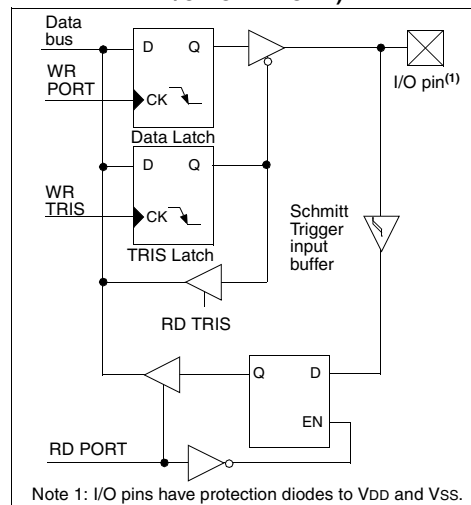 Data
bus
D
Q
WR
PORT
CK
I/O pin(1)
Data Latch
D
Q
WR
TRIS
CK
TRIS Latch
Schmitt
Trigger
input
buffer
RD TRIS
Q
D
EN
RD PORT
Note 1: I/O pins have protection diodes to VDD and VSS.